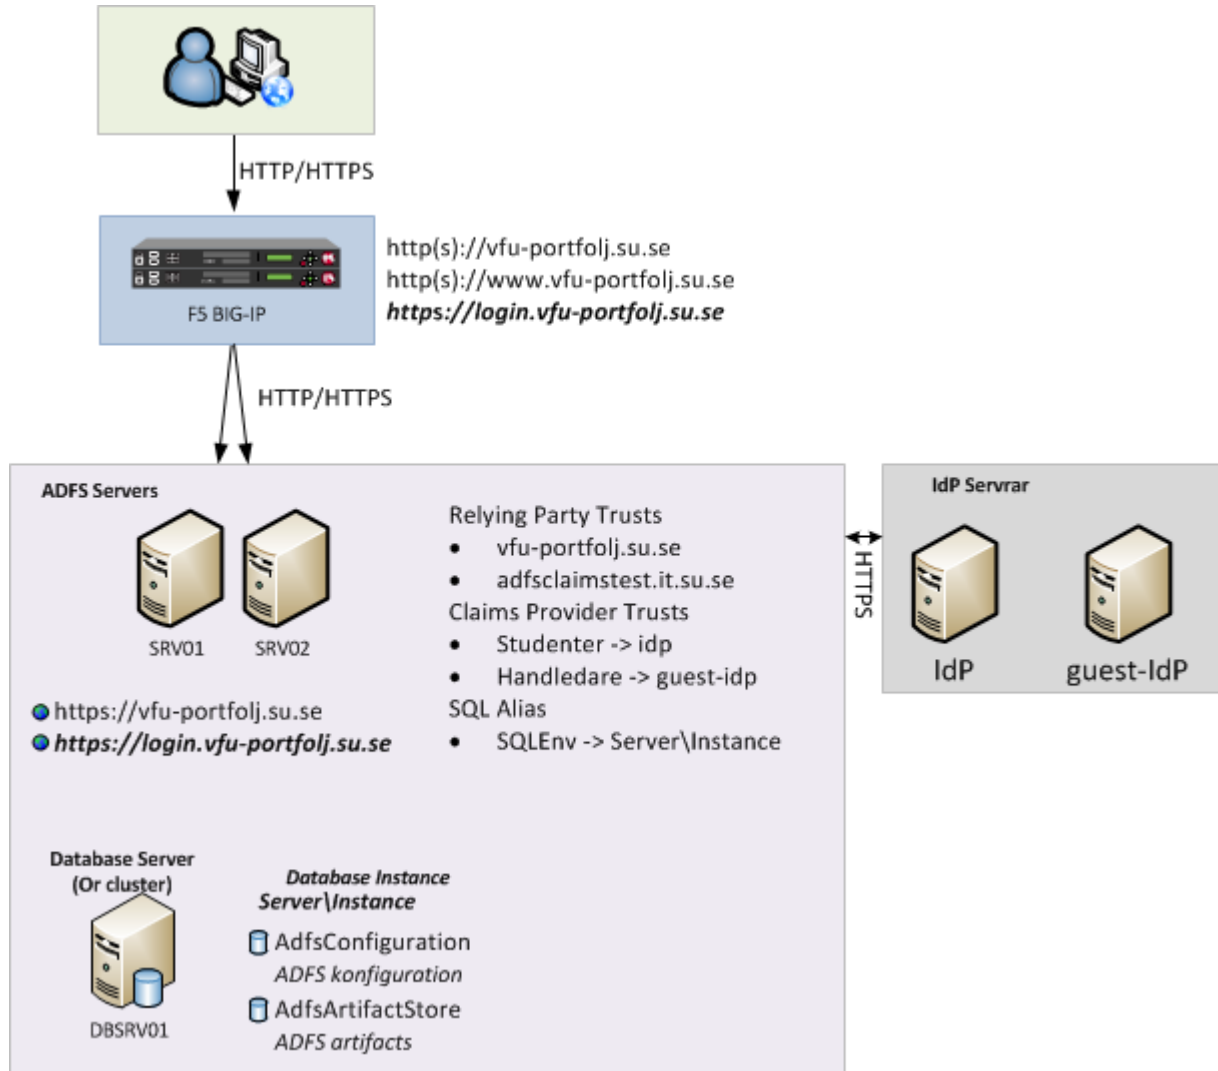 HTTP/HTTPS
F5 BIG-IP
http(s)://vfu-portfolj.su.se
http(s)://www.vfu-portfolj.su.se
https://login.vfu-portfolj.su.se
HTTP/HTTPS
ADFS Servers
SRV01
SRV02
https://vfu-portfolj.su.se
https://login.vfu-portfolj.su.se
Relying Party Trusts
• vfu-portfolj.su.se
• adfsclaimstest.it.su.se
Claims Provider Trusts
• Studenter -> idp
• Handledare -> guest-idp
SQL Alias
• SQLEnv -> Server\Instance
HTTPS
IdP Servrar
IdP
guest-IdP
Database Server
(Or cluster)
DBSRV01
Database Instance
Server\Instance
AdfsConfiguration
ADFS konfiguration
AdfsArtifactStore
ADFS artifacts